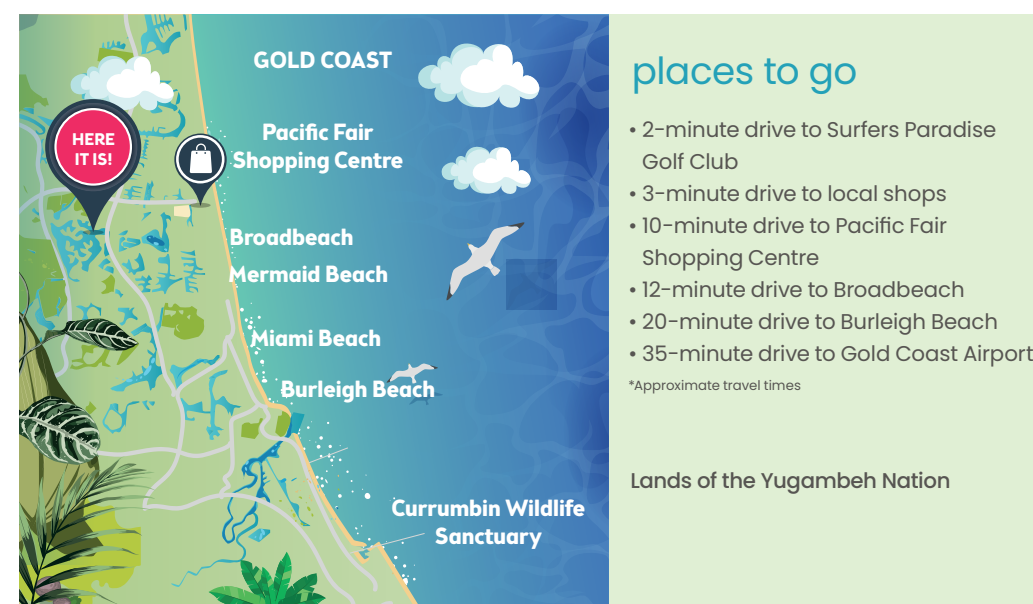 GOLD COAST
Pacific Fair
Shopping Centre
HERE
IT IS!
Broadbeach
Mermaid Beach
Miami Beach
Burleigh Beach
Currumbin Wildlife
Sanctuary
places to go
• 2-minute drive to Surfers Paradise
Golf Club
• 3-minute drive to local shops
• 10-minute drive to Pacific Fair
Shopping Centre
• 12-minute drive to Broadbeach
• 20-minute drive to Burleigh Beach
• 35-minute drive to Gold Coast Airport
*Approximate travel times
Lands of the Yugambeh Nation